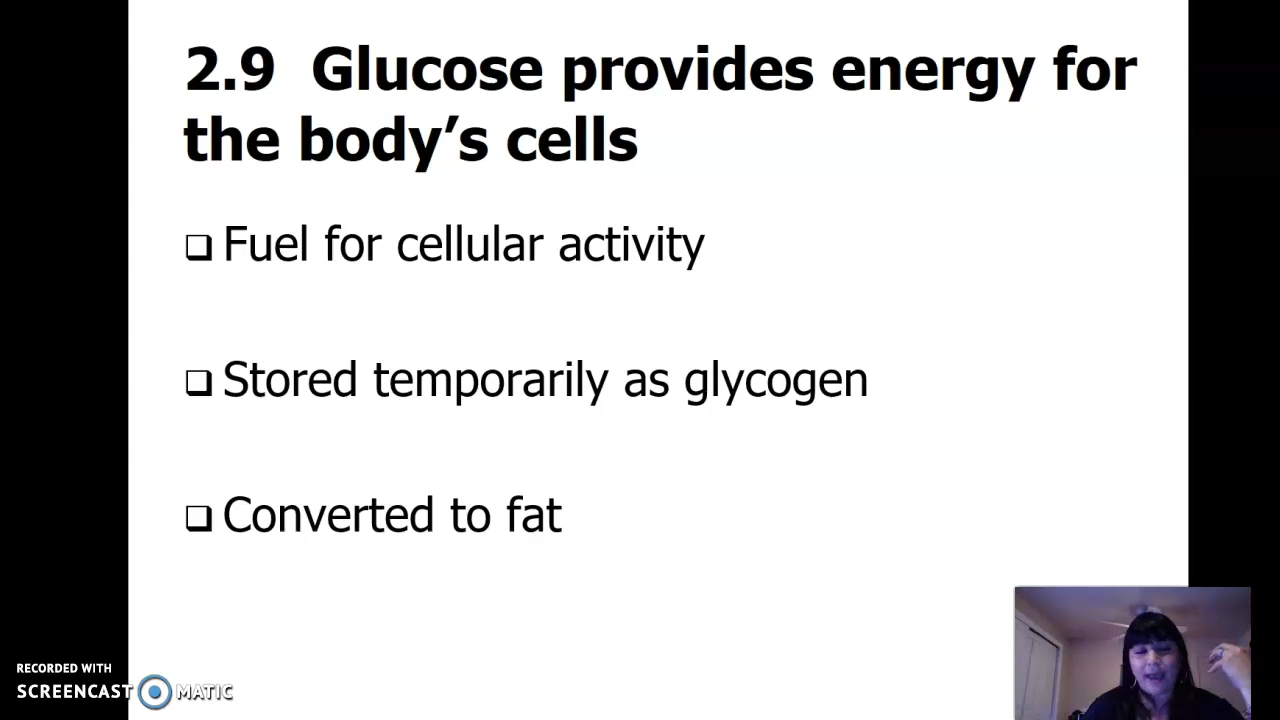 2.9 Glucose provides energy for
the body’s cells
❑ Fuel for cellular activity
❑ Stored temporarily as glycogen
❑ Converted to fat
RECORDED WITH
SCREENCAST MATIC